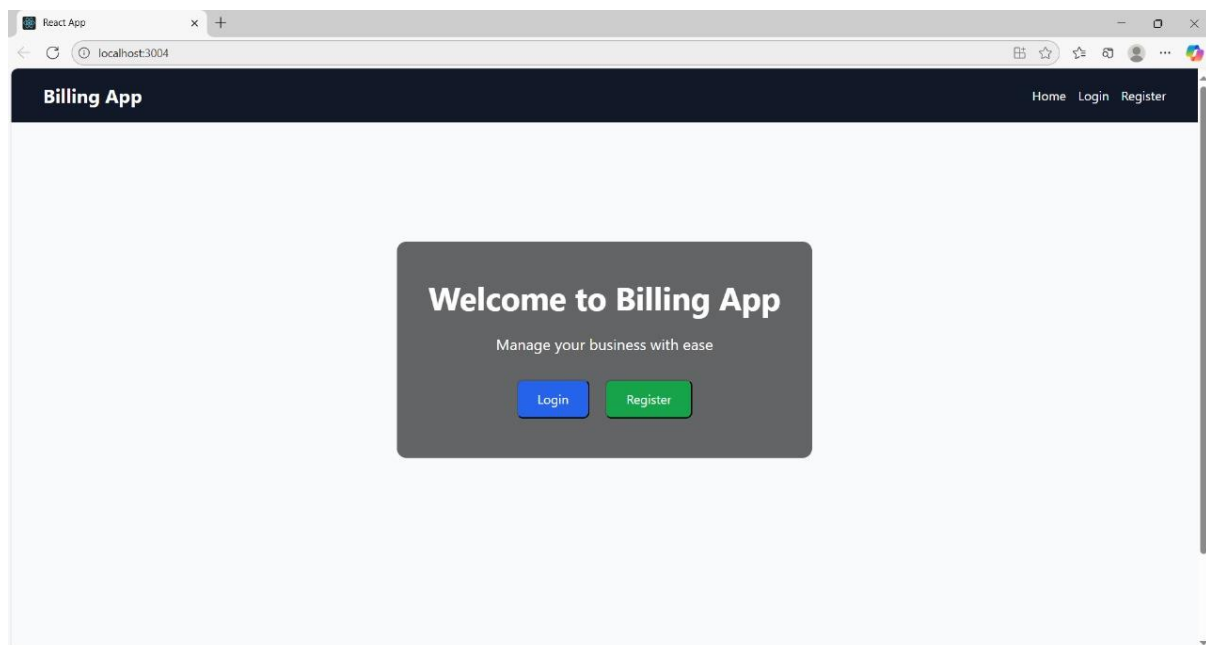 React App
localhost:3004
Billing App
Home Login Register
Welcome to Billing App
Manage your business with ease
Login Register